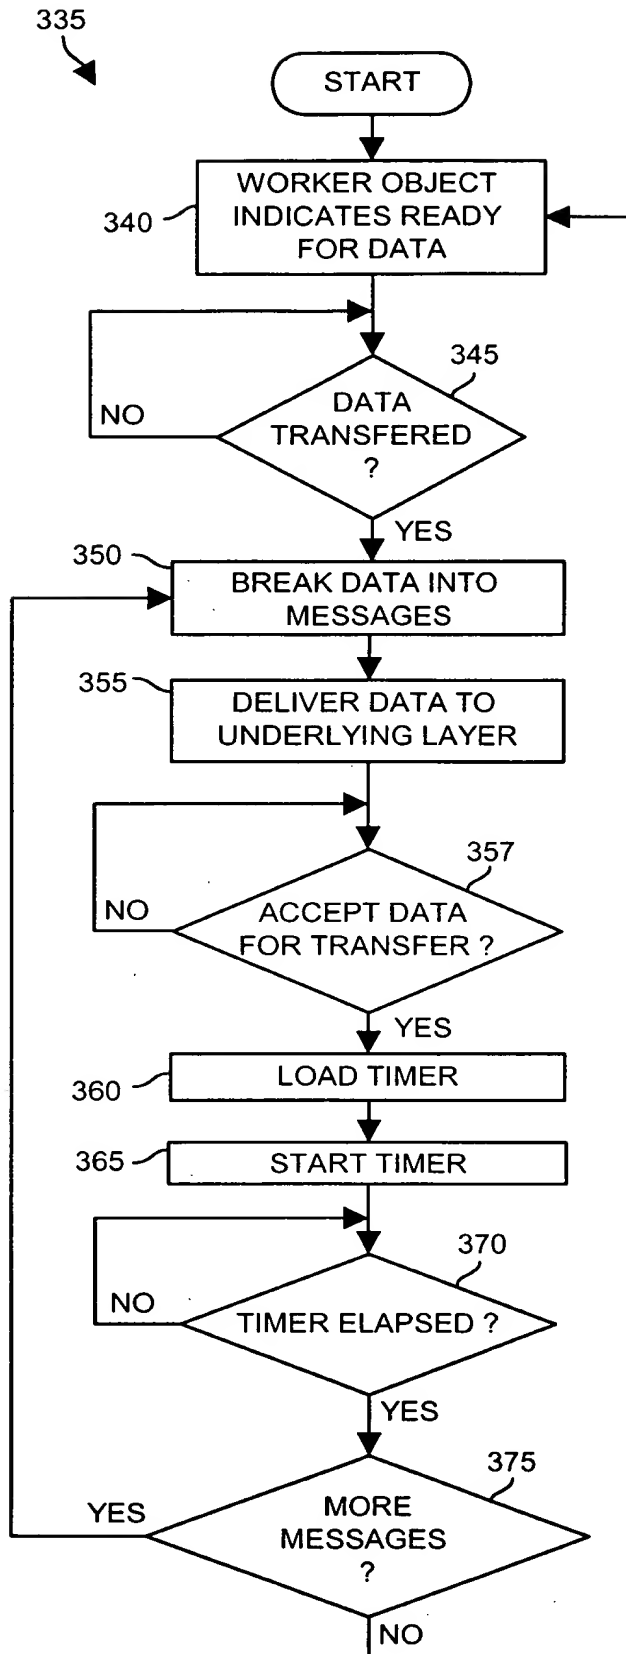 335
START
WORKER OBJECT
INDICATES READY
FOR DATA
340
345
DATA
TRANSFERED
?
NO
YES
350
BREAK DATA INTO
MESSAGES
355
DELIVER DATA TO
UNDERLYING LAYER
357
ACCEPT DATA
FOR TRANSFER ?
NO
YES
360
LOAD TIMER
365
START TIMER
370
TIMER ELAPSED ?
NO
YES
375
MORE
MESSAGES
?
YES
NO